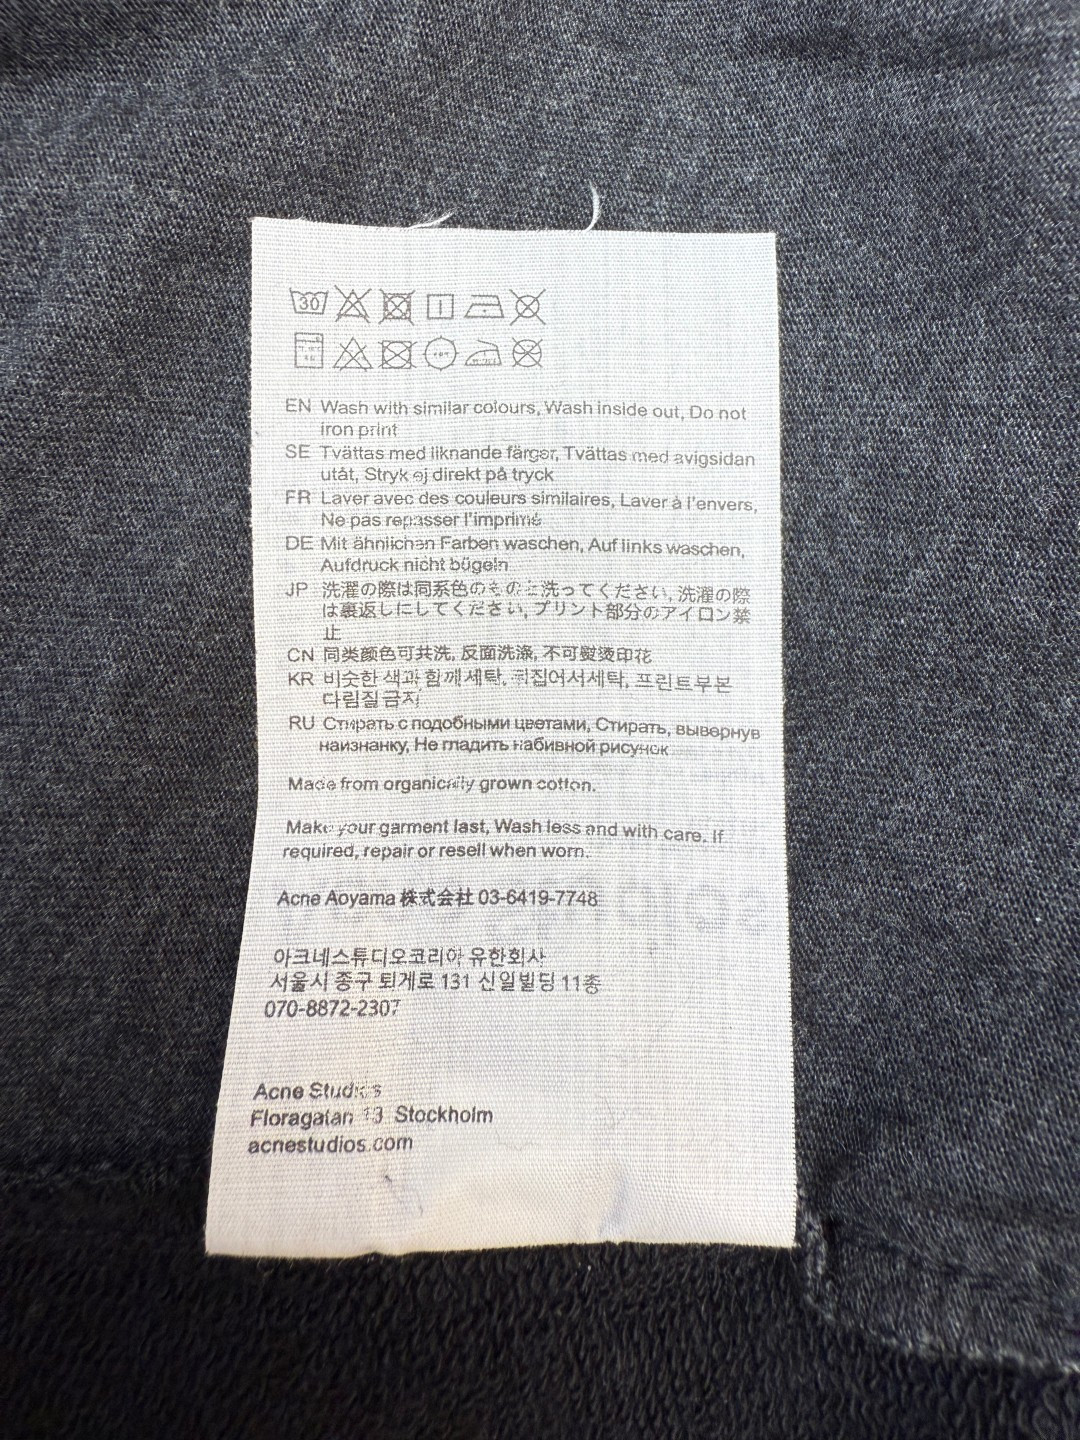 30
EN Wash with similar colours, Wash inside out, Do not
iron print
SE Tvättas med liknande färger, Tvättas med avigsidan
utåt, Stryk ej direkt på tryck
FR Laver avec des couleurs similaires, Laver à l'envers,
Ne pas repasser l'imprimé
DE Mit ähnlichen Farben waschen, Auf links waschen,
Aufdruck nicht bügeln
JP 洗濯の際は同系色のものと洗ってください, 洗濯の際
は裏返しにしてください, プリント部分のアイロン禁
止
CN 同类颜色可共洗, 反面洗涤, 不可熨烫印花
KR 비슷한 색과 함께 세탁, 뒤집어서세탁, 프린트부분
다림질 금지
RU Стирать с подобными цветами, Стирать, вывернув
наизнанку, Не гладить набивной рисунок
Made from organically grown cotton.
Make your garment last, Wash less and with care. If
required, repair or resell when worn.
Acne Aoyama 株式会社 03-6419-7748
아크네스튜디오코리아 유한회사
서울시 종구 퇴계로 131 신일빌딩 11층
070-8872-2307
Acne Studios
Floragatan 13 Stockholm
acnestudios.com